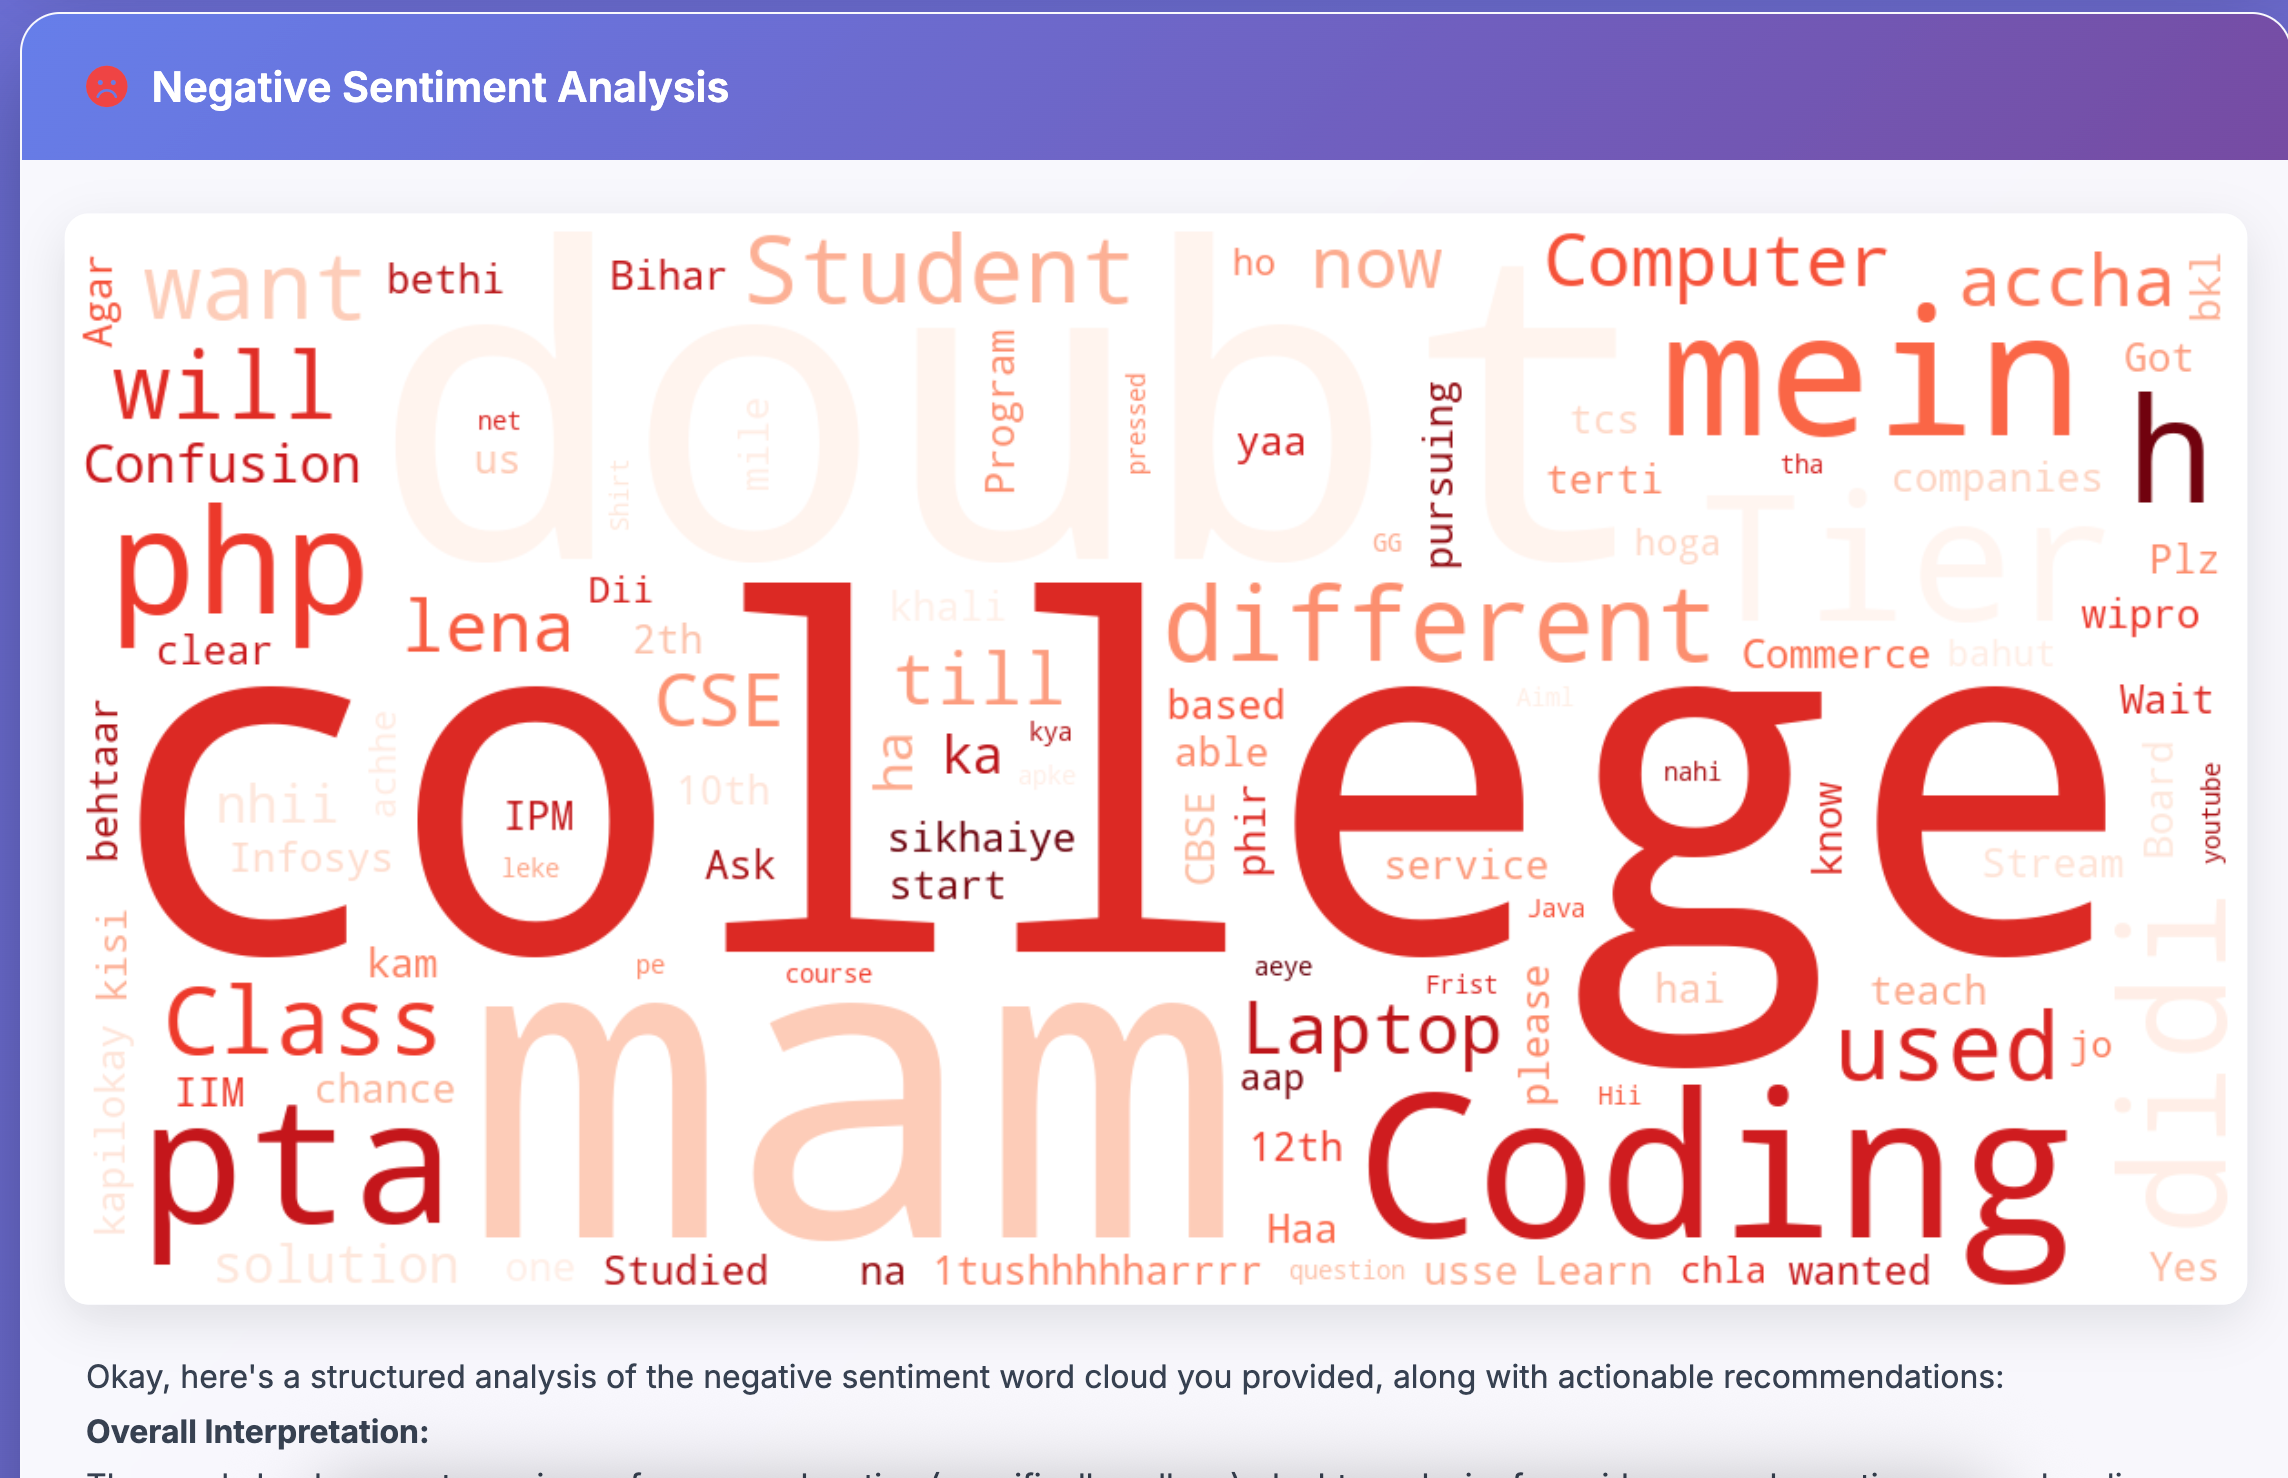 Negative Sentiment Analysis
Agar
want
bethi
Bihar
Student
ho
now
Computer
accha
bkl
doubt
will
net
us
Shirt
mile
Program
pressed
yaa
GG
pursuing
tcs
mein
Got
terti
tha
companies
h
Confusion
hoga
Tier
Plz
php
clear
lena
Dii
2th
khali
different
wipro
Commerce
bahut
college
CSE
till
based
Aiml
Wait
behtaar
achhe
nhii
Infosys
IPM
leke
10th
Ask
ha
ka
kya
apke
sikhaiye
start
able
CBSE
phir
service
Java
nahi
know
Stream
Board
youtube
kisi
kam
pe
course
aeye
Frist
please
hai
teach
didi
Class
mam
Laptop
used
jo
IIM
chance
aap
Hii
kapilokay
pta
12th
Coding
Haa
solution
one
Studied
na
1tushhhhharrrr
question
usse
Learn
chla
wanted
Yes
Okay, here's a structured analysis of the negative sentiment word cloud you provided, along with actionable recommendations:
Overall Interpretation: